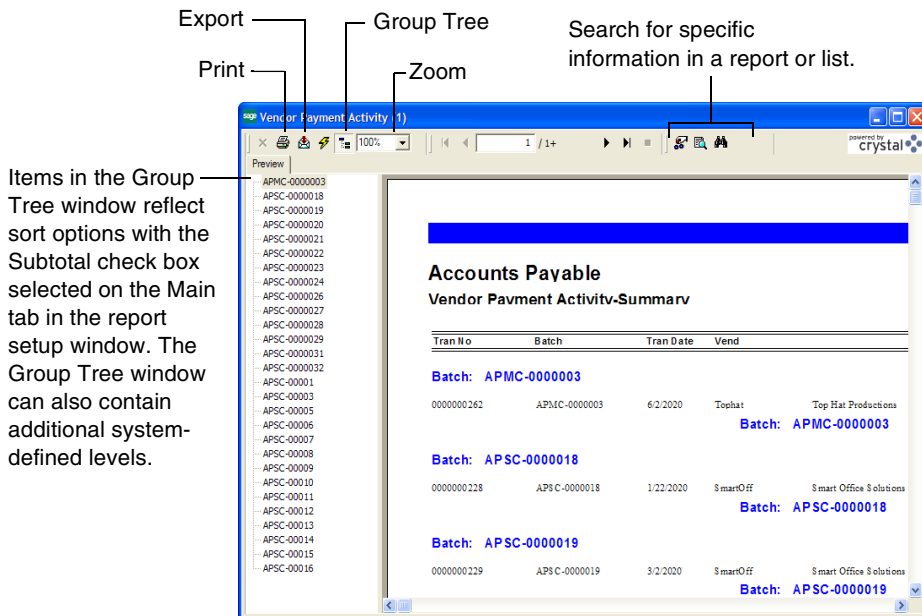 Export
Group Tree
Search for specific
information in a report or list.
Print
Zoom
sage Vendor Payment Activity (1)
100%
1 / 1+
powered by
crystal
Preview
Items in the Group
Tree window reflect
sort options with the
Subtotal check box
selected on the Main
tab in the report
setup window. The
Group Tree window
can also contain
additional system-
defined levels.
APMC-0000003
APSC-0000018
APSC-0000019
APSC-0000020
APSC-0000021
APSC-0000022
APSC-0000023
APSC-0000024
APSC-0000026
APSC-0000027
APSC-0000028
APSC-0000029
APSC-0000031
APSC-0000032
APSC-00001
APSC-00003
APSC-00005
APSC-00006
APSC-00007
APSC-00008
APSC-00009
APSC-00010
APSC-00011
APSC-00012
APSC-00013
APSC-00014
APSC-00015
APSC-00016
Accounts Payable
Vendor Payment Activity-Summary
Tran No Batch Tran Date Vend
Batch: APMC-0000003
0000000262 APMC-0000003 6/2/2020 Tophat Top Hat Productions
Batch: APMC-0000003
Batch: APSC-0000018
0000000228 APSC-0000018 1/22/2020 SmartOff Smart Office Solutions
Batch: APSC-0000018
Batch: APSC-0000019
0000000229 APSC-0000019 3/2/2020 SmartOff Smart Office Solutions
Batch: APSC-0000019